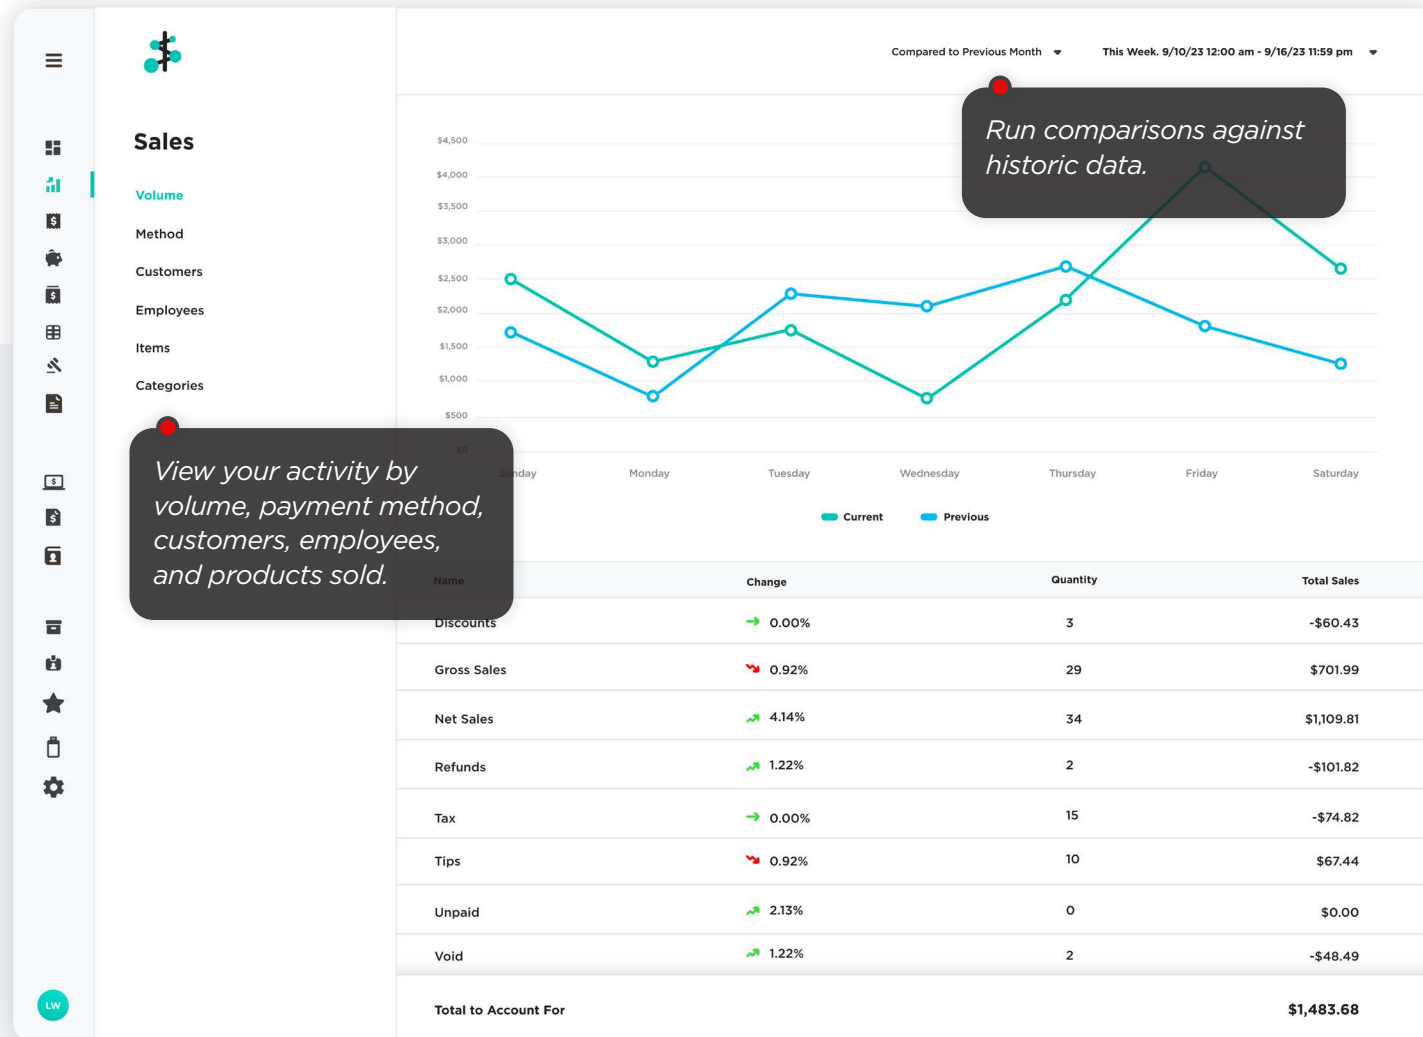 Compared to Previous Month
This Week. 9/10/23 12:00 am - 9/16/23 11:59 pm
Run comparisons against
historic data.
Sales
Volume
Method
Customers
Employees
Items
Categories
View your activity by
volume, payment method,
customers, employees,
and products sold.
$4,500
$4,000
$3,500
$3,000
$2,500
$2,000
$1,500
$1,000
$500
$0
Sunday Monday Tuesday Wednesday Thursday Friday Saturday
Current Previous
Name Change Quantity Total Sales
Discounts 0.00% 3 -$60.43
Gross Sales 0.92% 29 $701.99
Net Sales 4.14% 34 $1,109.81
Refunds 1.22% 2 -$101.82
Tax 0.00% 15 -$74.82
Tips 0.92% 10 $67.44
Unpaid 2.13% 0 $0.00
Void 1.22% 2 -$48.49
Total to Account For $1,483.68
LW